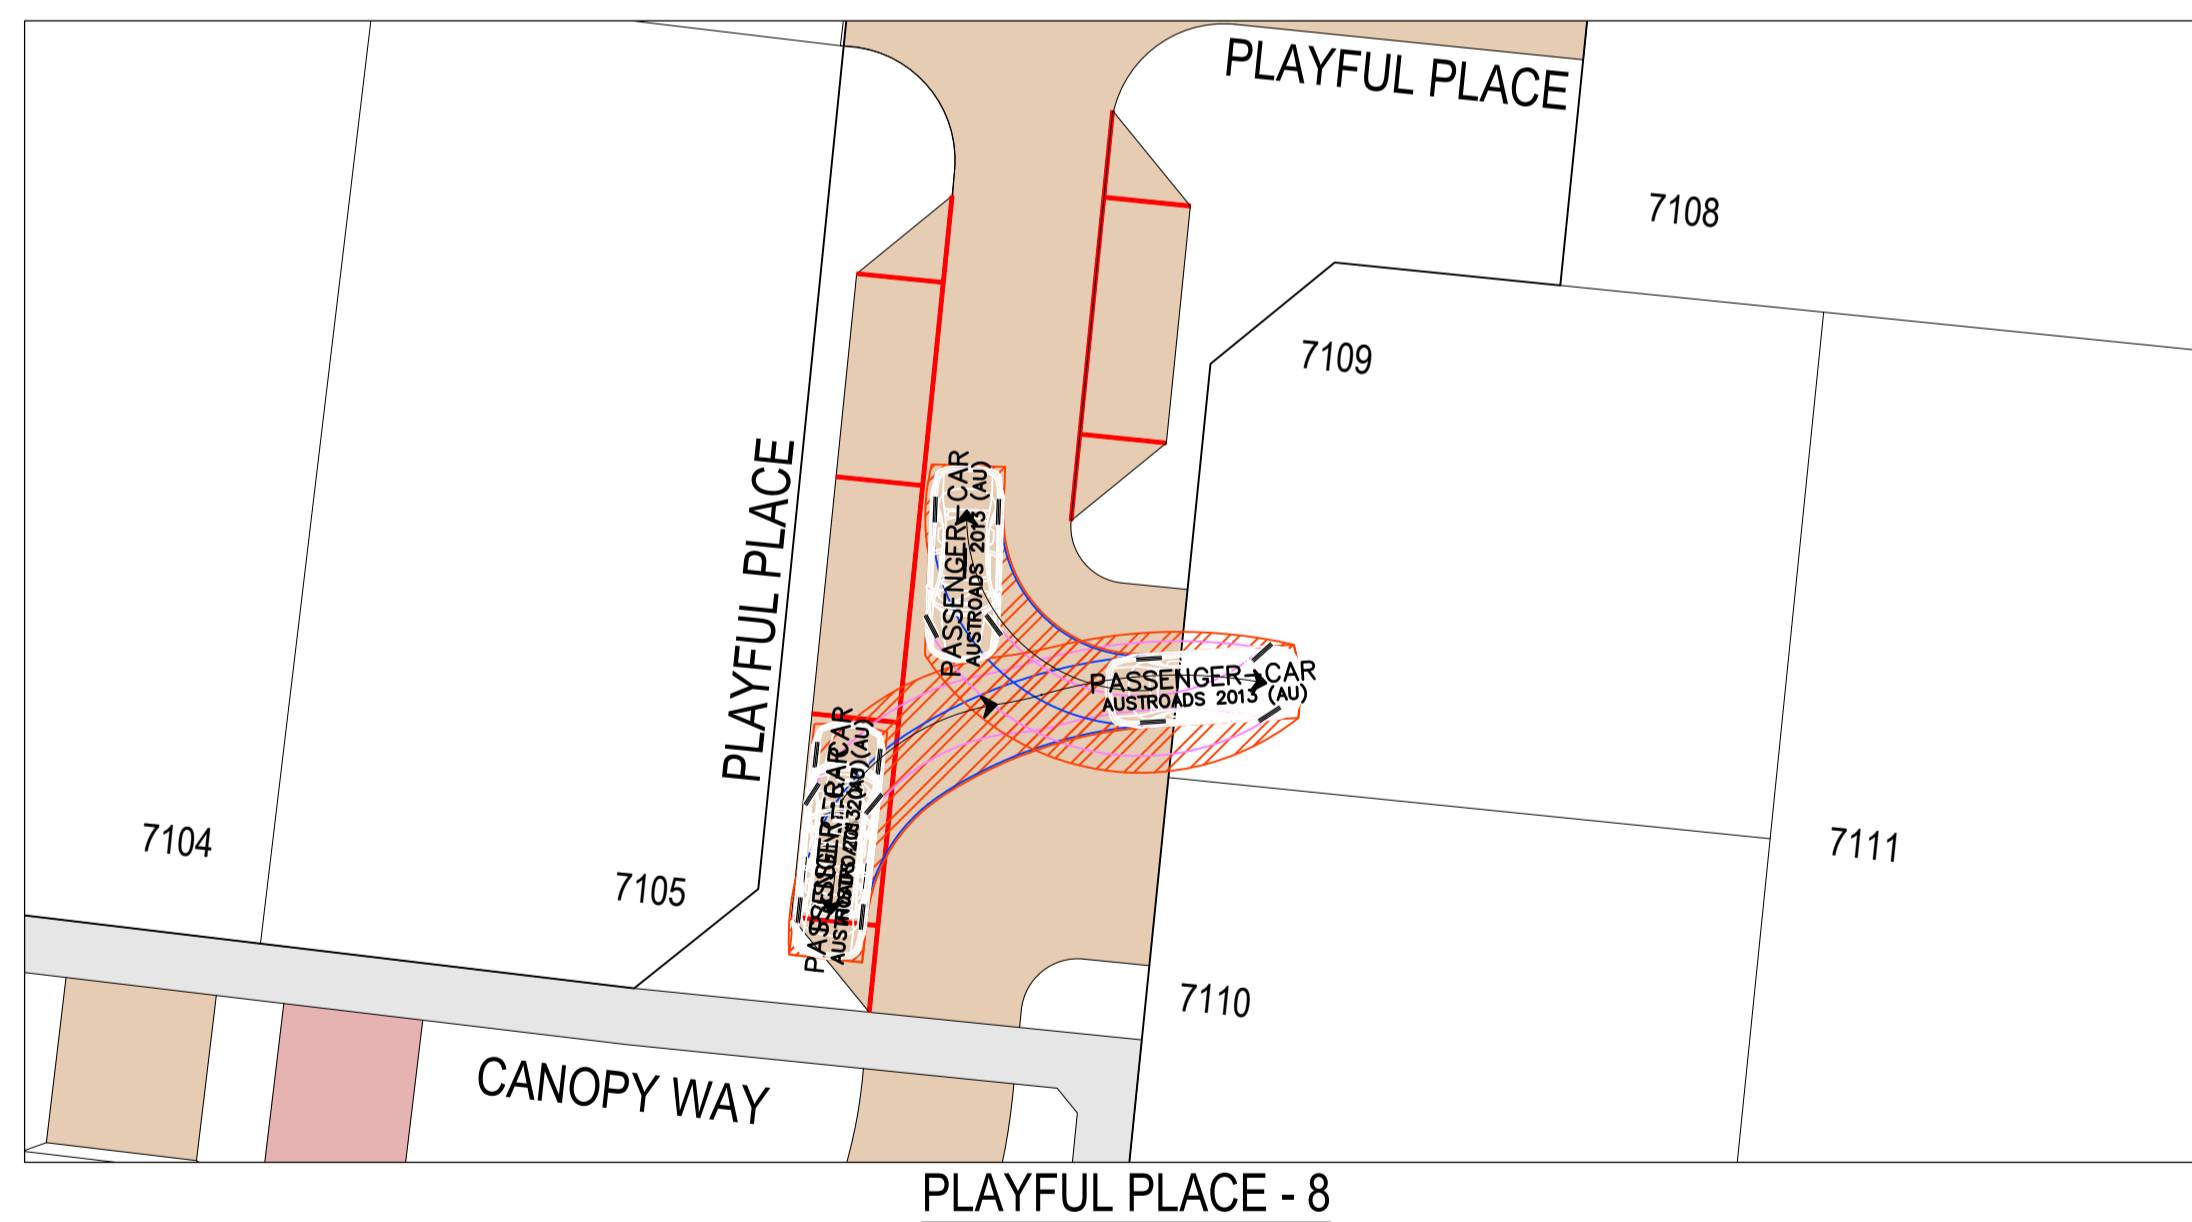 PLAYFUL PLACE
7108
7109
PLAYFUL PLACE
PASSENGER-CAR
AUSTROADS 2013 (AU)
PASSENGER-CAR
AUSTROADS 2013 (AU)
7104
7105
7111
7110
CANOPY WAY
PLAYFUL PLACE - 8